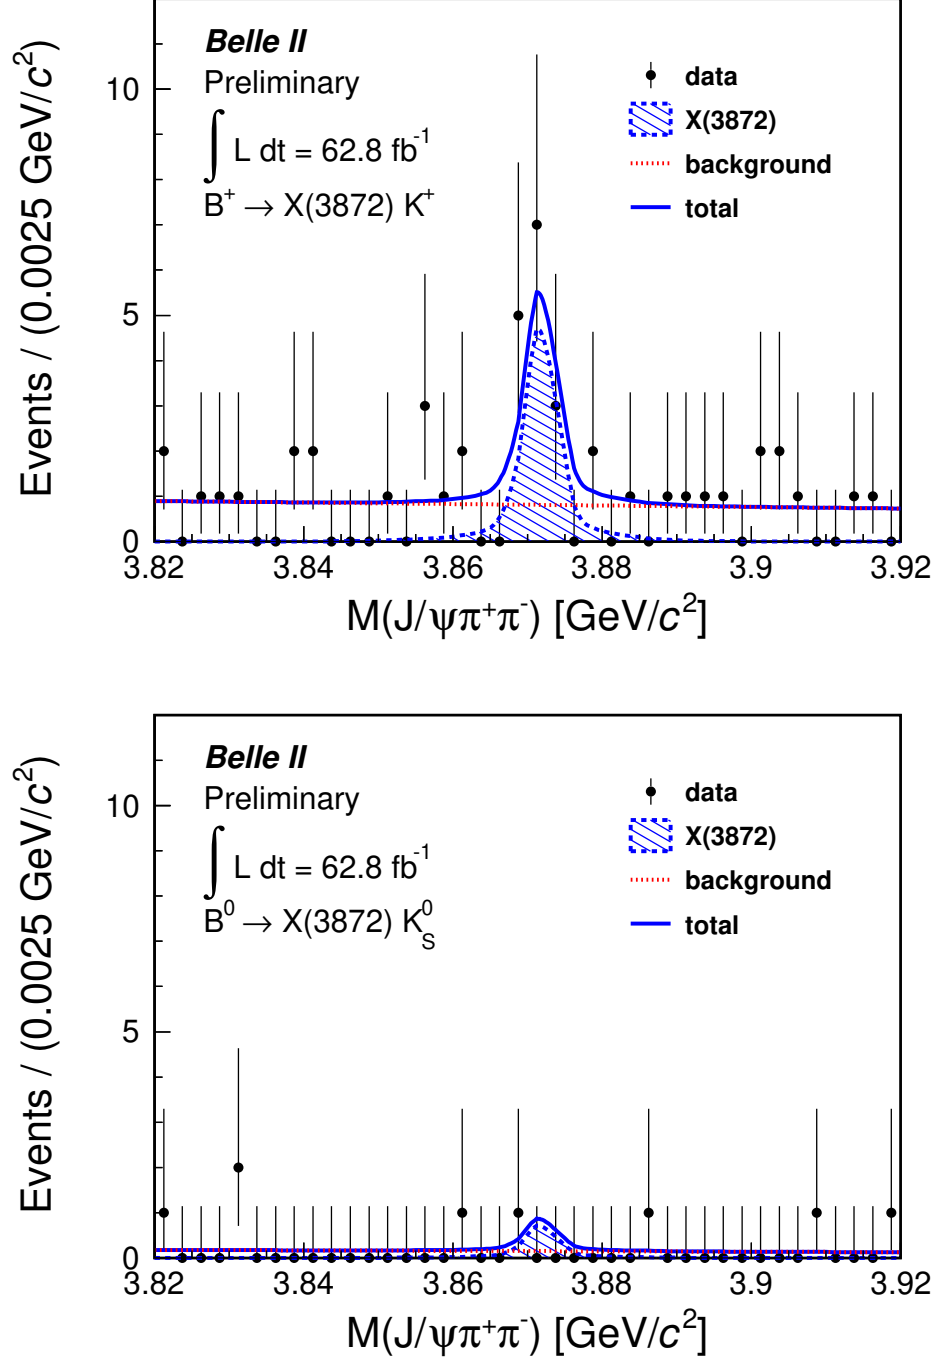 Belle II
Preliminary
∫ L dt = 62.8 fb⁻¹
B⁺ → X(3872) K⁺
data
X(3872)
background
total
Events / (0.0025 GeV/c²)
10
5
0
3.82 3.84 3.86 3.88 3.9 3.92
M(J/ψπ⁺π⁻) [GeV/c²]
Belle II
Preliminary
∫ L dt = 62.8 fb⁻¹
B⁰ → X(3872) K⁰_S
data
X(3872)
background
total
Events / (0.0025 GeV/c²)
10
5
0
3.82 3.84 3.86 3.88 3.9 3.92
M(J/ψπ⁺π⁻) [GeV/c²]